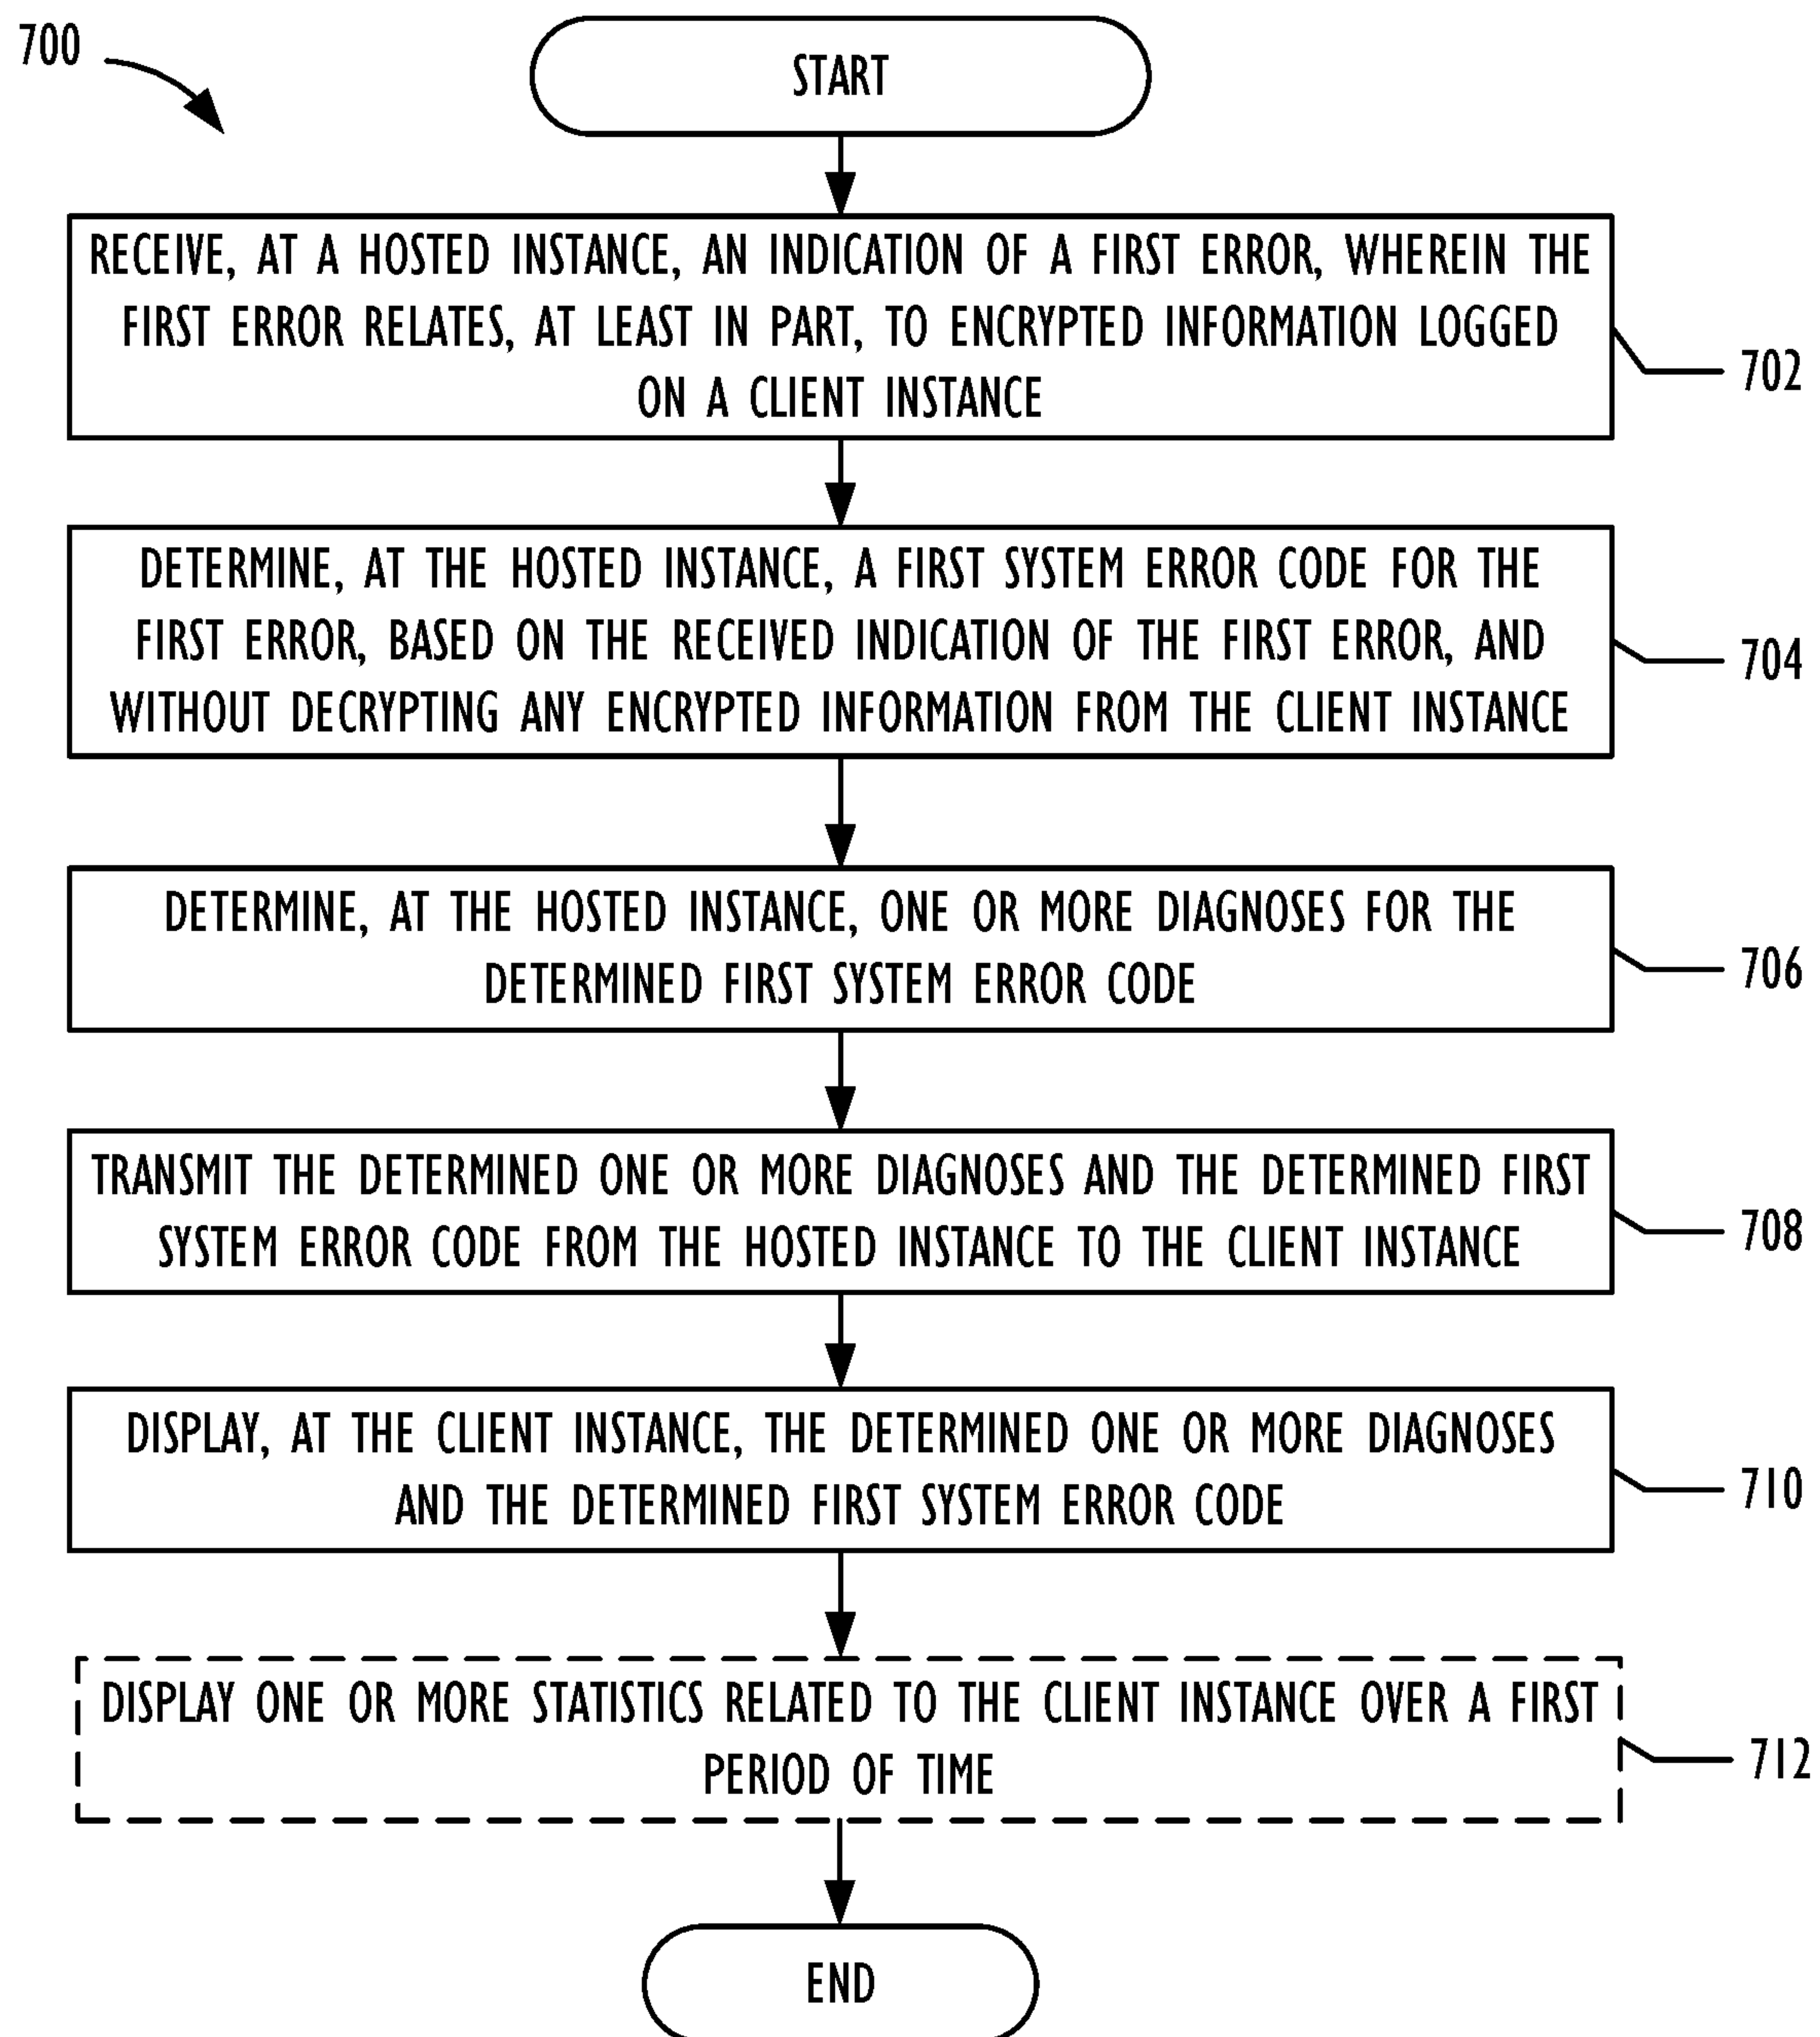 700
START
RECEIVE, AT A HOSTED INSTANCE, AN INDICATION OF A FIRST ERROR, WHEREIN THE
FIRST ERROR RELATES, AT LEAST IN PART, TO ENCRYPTED INFORMATION LOGGED
ON A CLIENT INSTANCE
702
DETERMINE, AT THE HOSTED INSTANCE, A FIRST SYSTEM ERROR CODE FOR THE
FIRST ERROR, BASED ON THE RECEIVED INDICATION OF THE FIRST ERROR, AND
WITHOUT DECRYPTING ANY ENCRYPTED INFORMATION FROM THE CLIENT INSTANCE
704
DETERMINE, AT THE HOSTED INSTANCE, ONE OR MORE DIAGNOSES FOR THE
DETERMINED FIRST SYSTEM ERROR CODE
706
TRANSMIT THE DETERMINED ONE OR MORE DIAGNOSES AND THE DETERMINED FIRST
SYSTEM ERROR CODE FROM THE HOSTED INSTANCE TO THE CLIENT INSTANCE
708
DISPLAY, AT THE CLIENT INSTANCE, THE DETERMINED ONE OR MORE DIAGNOSES
AND THE DETERMINED FIRST SYSTEM ERROR CODE
710
DISPLAY ONE OR MORE STATISTICS RELATED TO THE CLIENT INSTANCE OVER A FIRST
PERIOD OF TIME
712
END